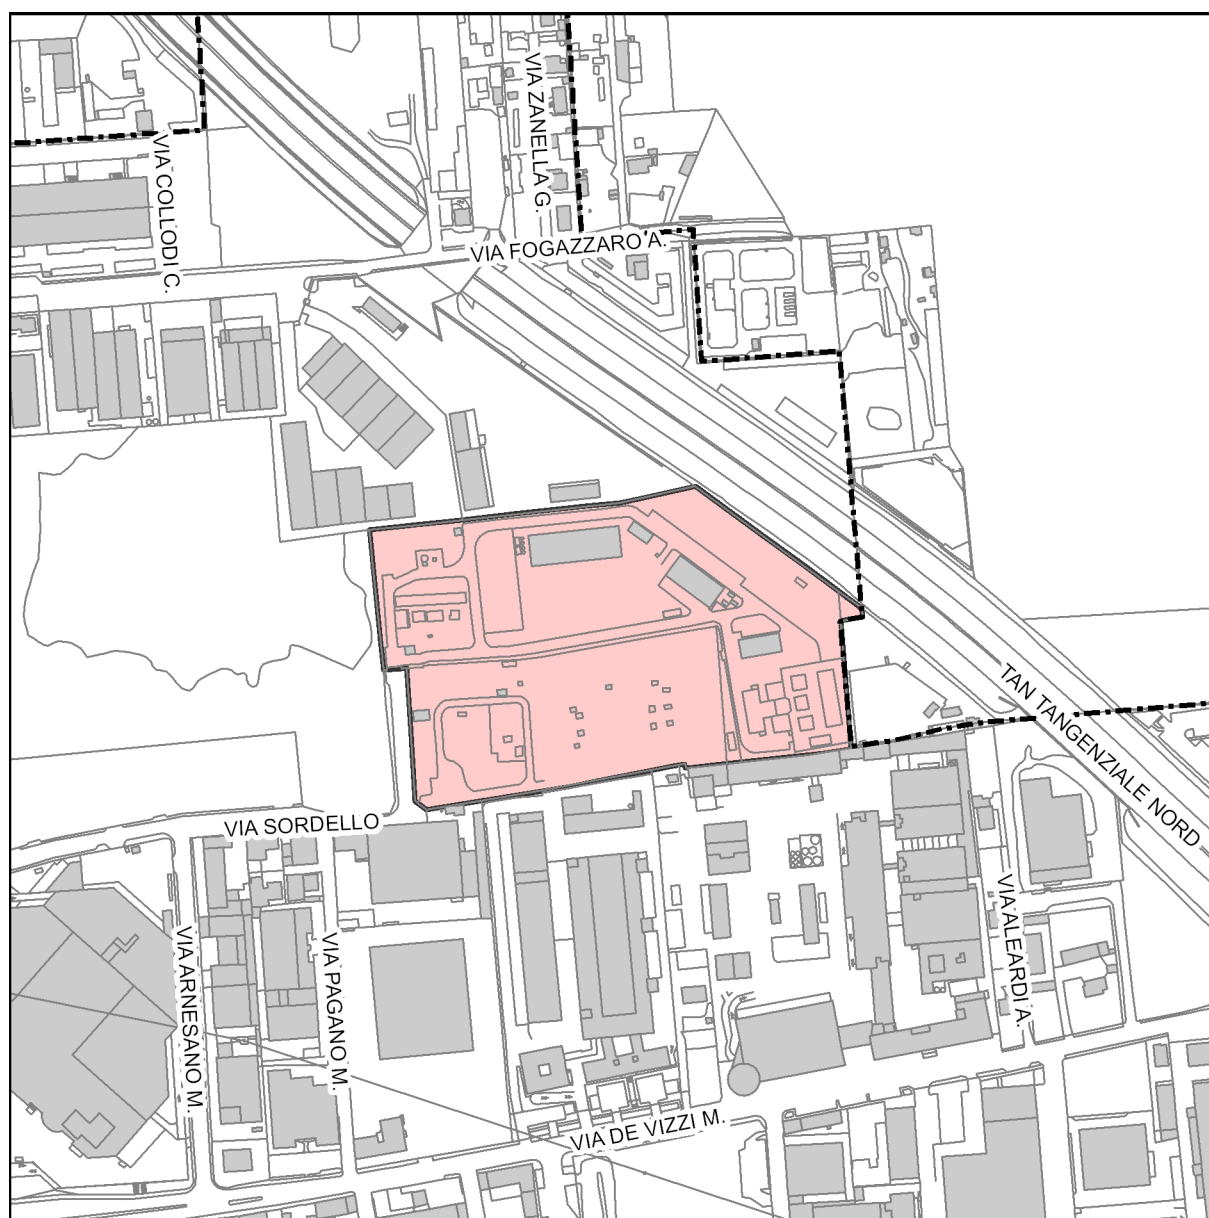 VIA ZANELLA G.
VIA COLLODI C.
VIA FOGAZZARO A.
TAN TANGENZIALE NORD
VIA SORDELLO
VIA ALEARDI A.
VIA ARNESANO M.
VIA PAGANO M.
VIA DE VIZZI M.